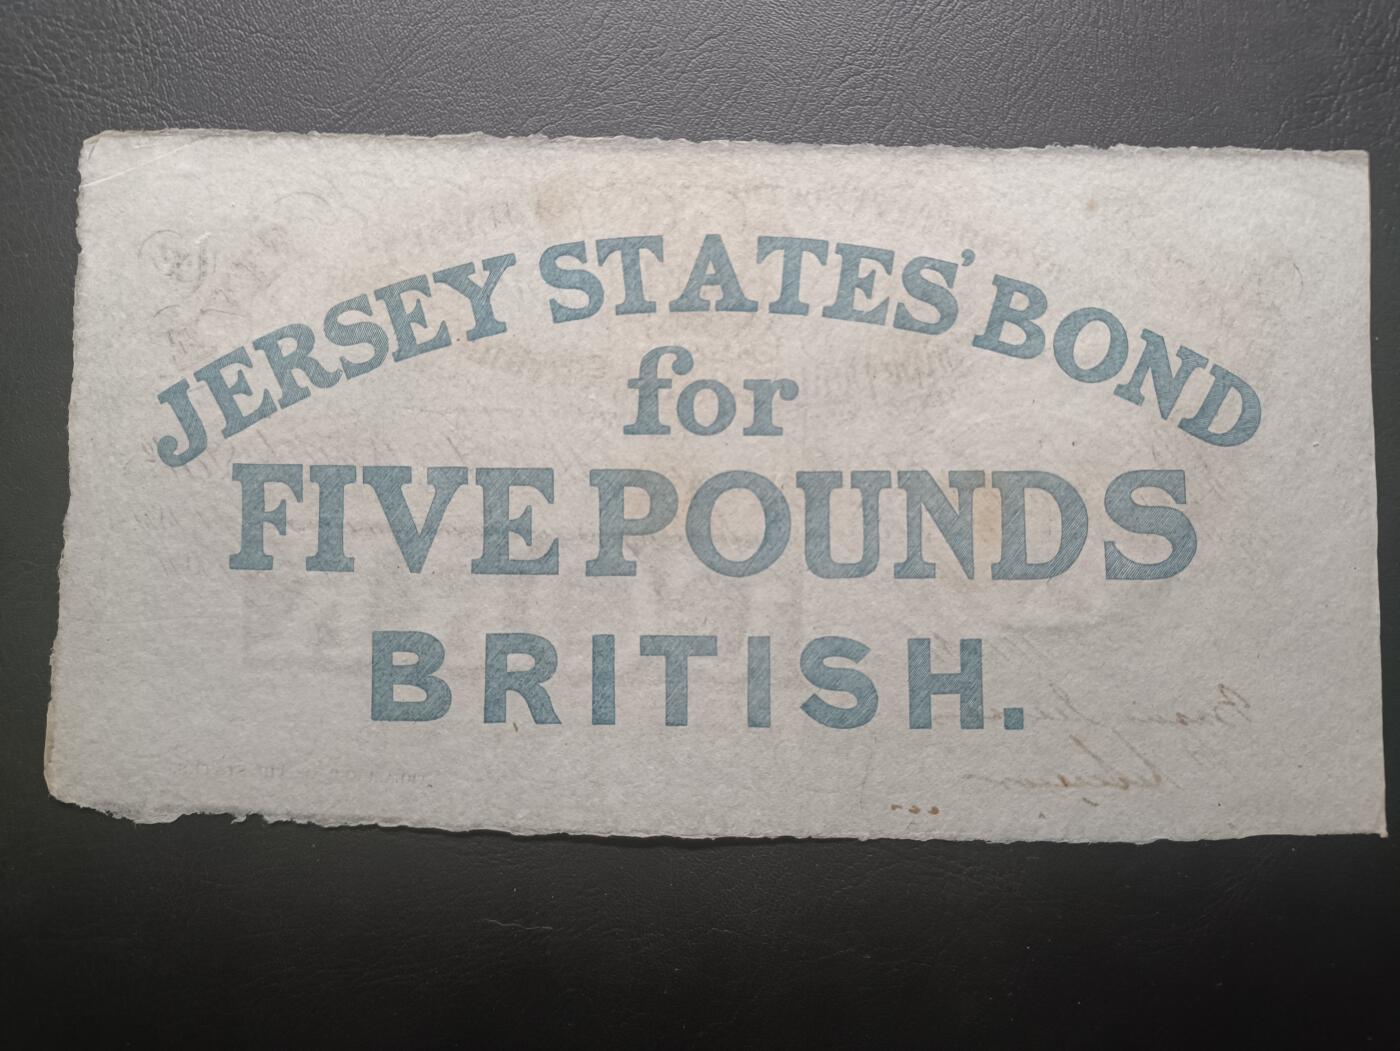 JERSEY STATES' BOND
for
FIVE POUNDS
BRITISH.